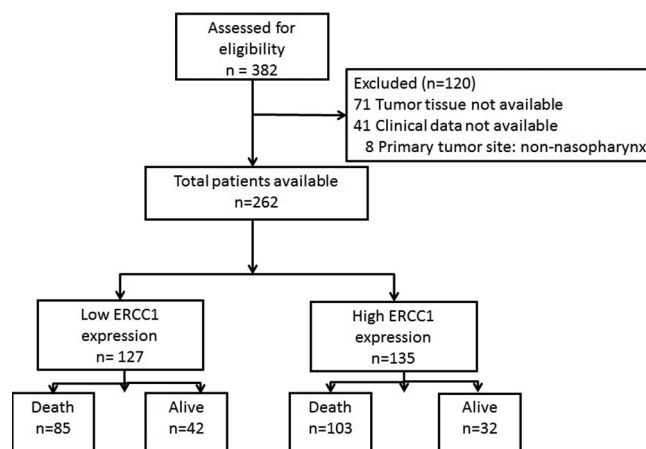 Assessed for
eligibility
n = 382
Excluded (n=120)
71 Tumor tissue not available
41 Clinical data not available
8 Primary tumor site: non-nasopharynx
Total patients available
n=262
Low ERCC1
expression
n= 127
High ERCC1
expression
n=135
Death
n=85
Alive
n=42
Death
n=103
Alive
n=32